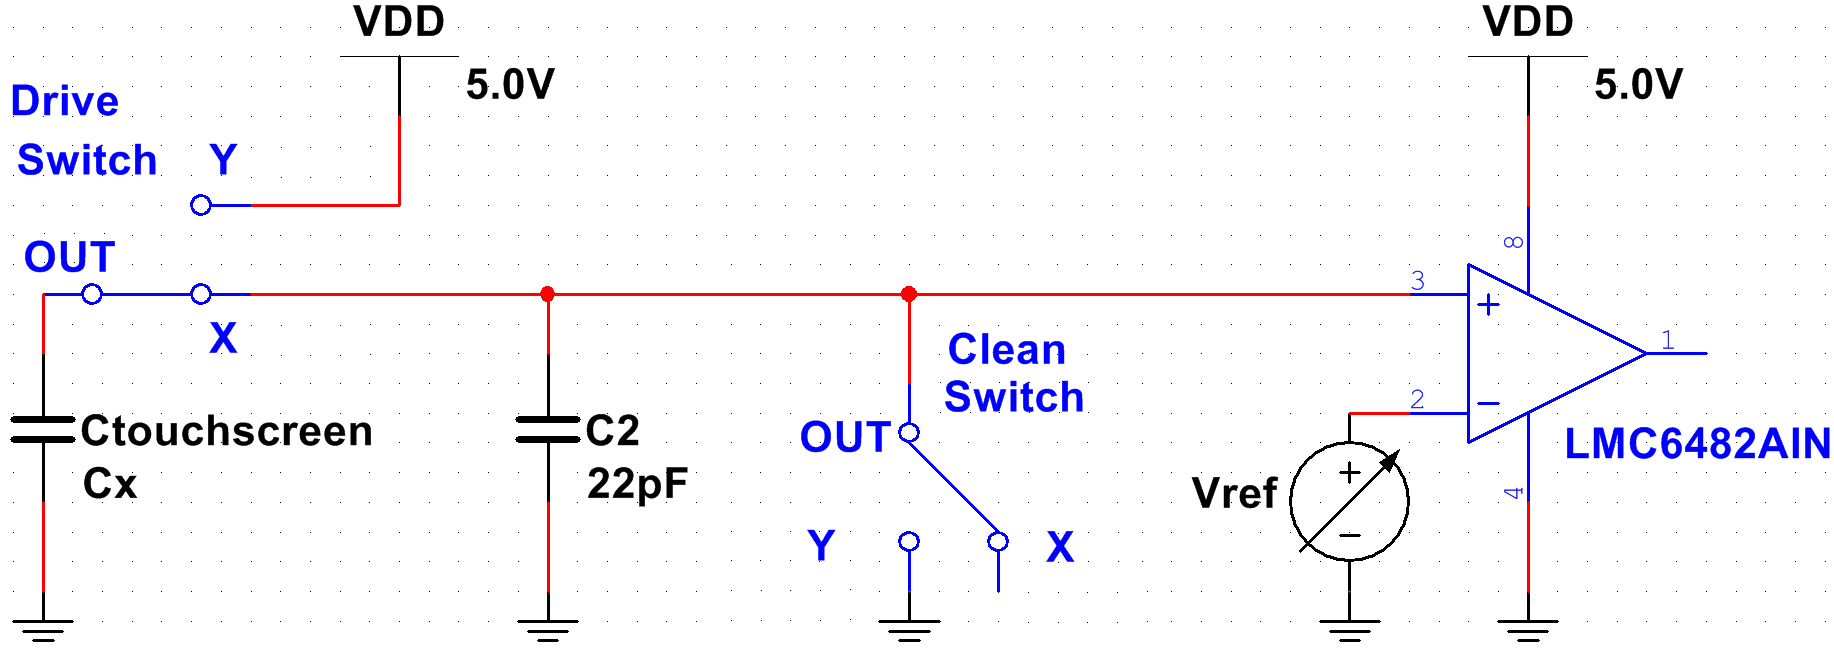 VDD
5.0V
Drive
Switch
Y
OUT
X
Ctouchscreen
Cx
C2
22pF
Clean
Switch
OUT
Y
X
Vref
+
−
VDD
5.0V
8
3
+
1
2
−
4
LMC6482AIN